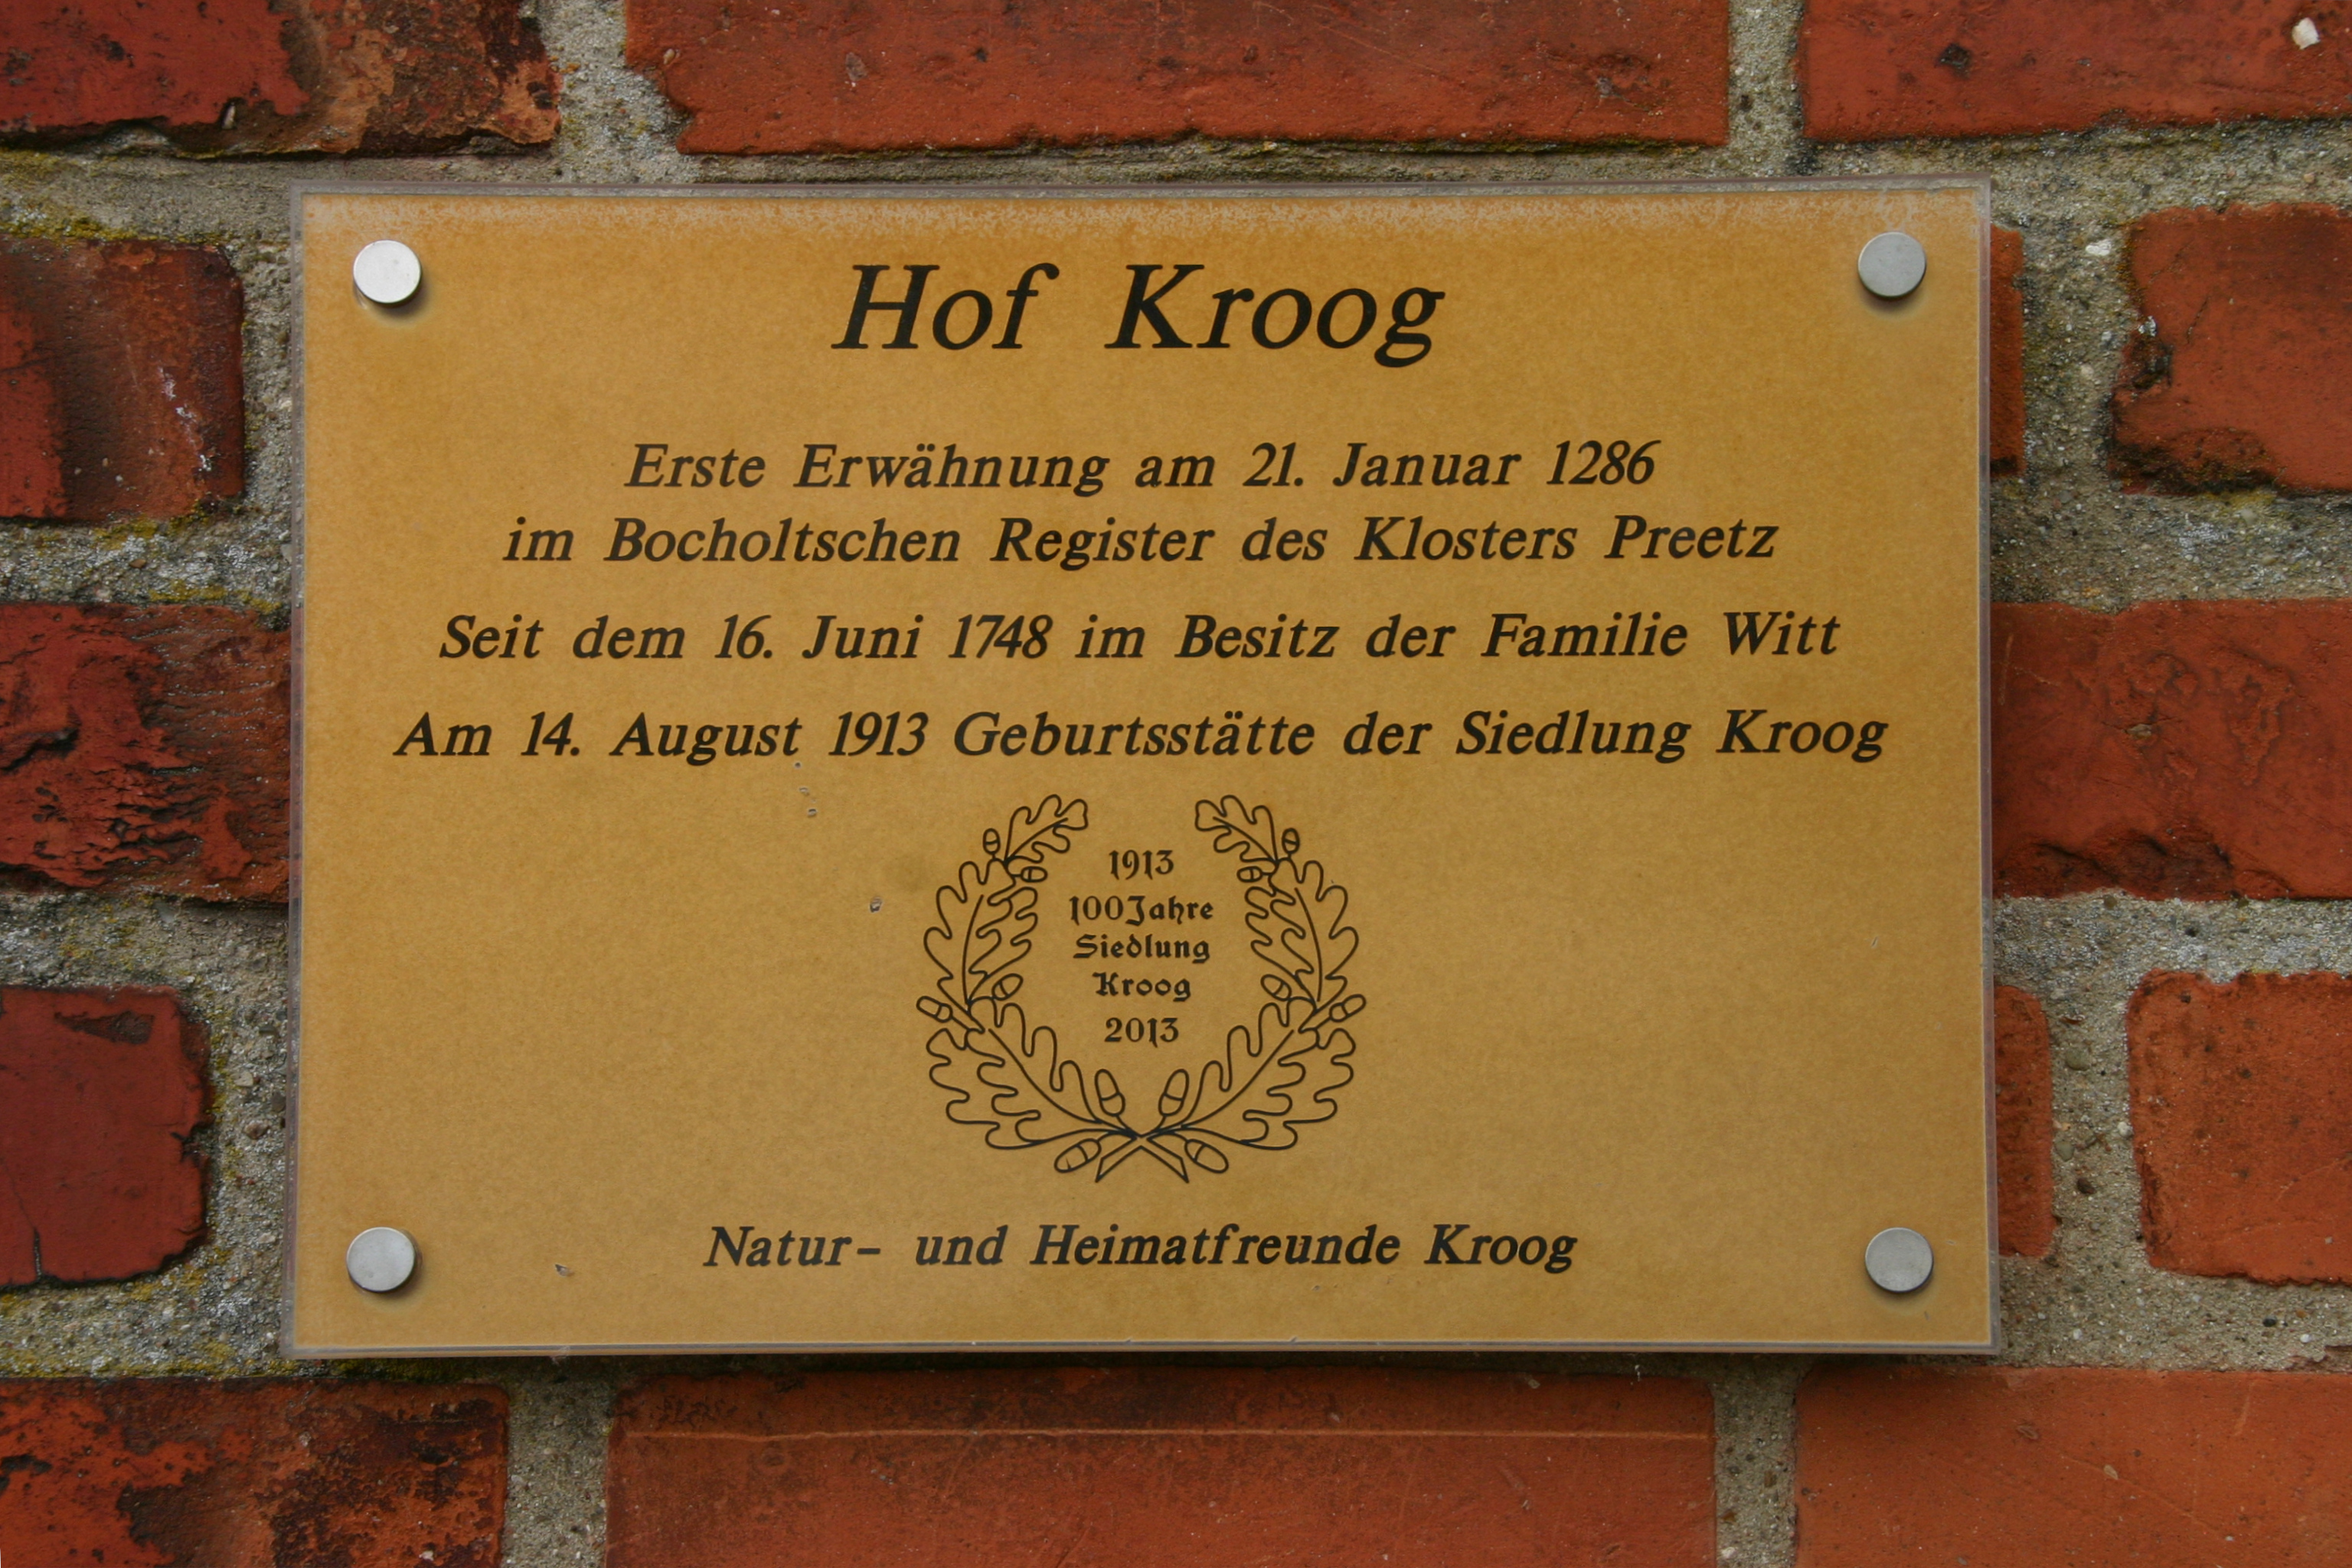 Hof Kroog
Erste Erwähnung am 21. Januar 1286
im Bocholtschen Register des Klosters Preetz
Seit dem 16. Juni 1748 im Besitz der Familie Witt
Am 14. August 1913 Geburtsstätte der Siedlung Kroog
1913
100 Jahre
Siedlung
Kroog
2013
Natur- und Heimatfreunde Kroog